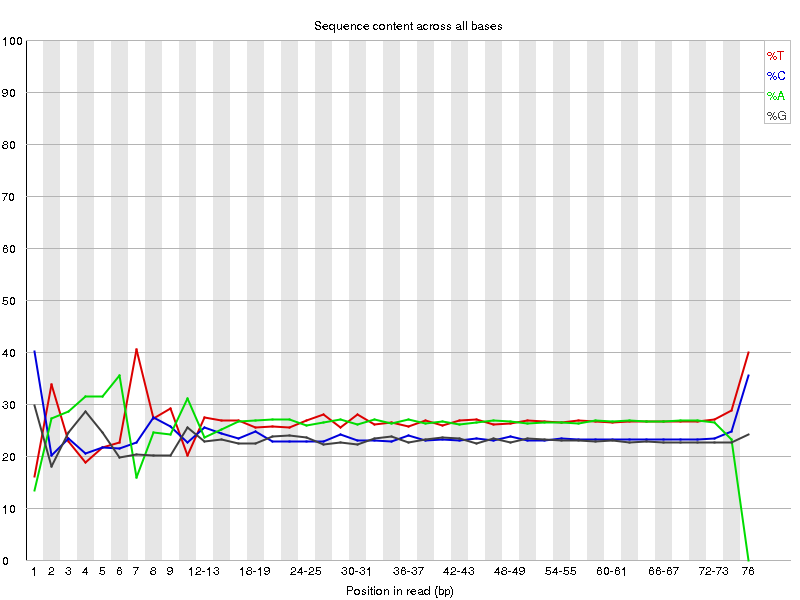 Sequence content across all bases
100
90
80
70
60
50
40
30
20
10
0
%T
%C
%A
%G
1 2 3 4 5 6 7 8 9 12-13 18-19 24-25 30-31 36-37 42-43 48-49 54-55 60-61 66-67 72-73 76
Position in read (bp)